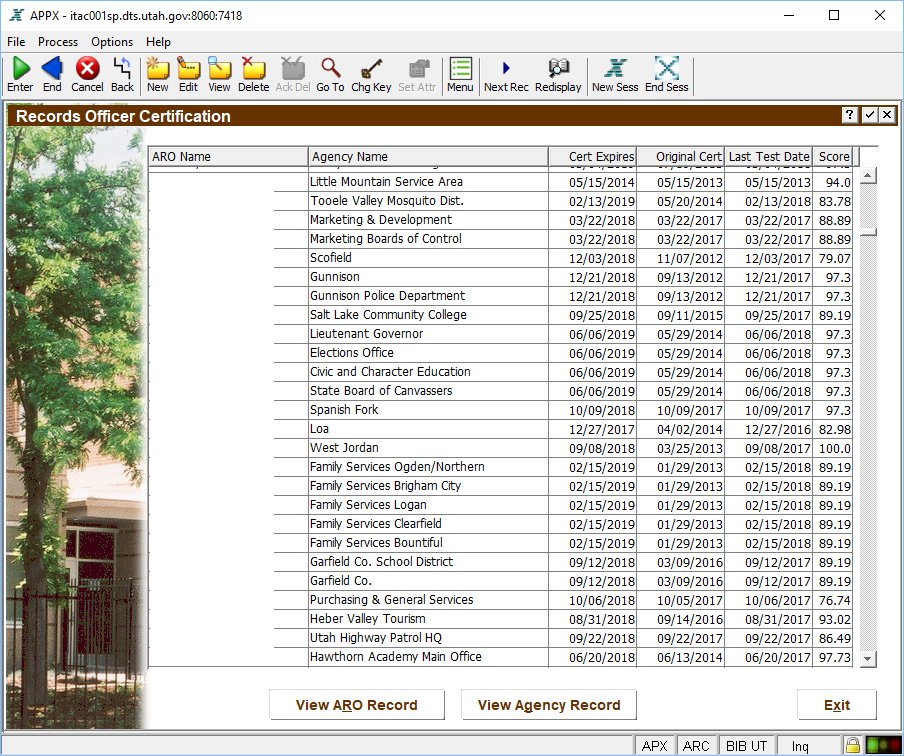 APPX - itac001sp.dts.utah.gov:8060:7418
File Process Options Help
Enter End Cancel Back New Edit View Delete Ack Del Go To Chg Key Set Attr Menu Next Rec Redisplay New Sess End Sess
Records Officer Certification
ARO Name Agency Name Cert Expires Original Cert Last Test Date Score
Little Mountain Service Area 05/15/2014 05/15/2013 05/15/2013 94.0
Tooele Valley Mosquito Dist. 02/13/2019 05/20/2014 02/13/2018 83.78
Marketing & Development 03/22/2018 03/22/2017 03/22/2017 88.89
Marketing Boards of Control 03/22/2018 03/22/2017 03/22/2017 88.89
Scofield 12/03/2018 11/07/2012 12/03/2017 79.07
Gunnison 12/21/2018 09/13/2012 12/21/2017 97.3
Gunnison Police Department 12/21/2018 09/13/2012 12/21/2017 97.3
Salt Lake Community College 09/25/2018 09/11/2015 09/25/2017 89.19
Lieutenant Governor 06/06/2019 05/29/2014 06/06/2018 97.3
Elections Office 06/06/2019 05/29/2014 06/06/2018 97.3
Civic and Character Education 06/06/2019 05/29/2014 06/06/2018 97.3
State Board of Canvassers 06/06/2019 05/29/2014 06/06/2018 97.3
Spanish Fork 10/09/2018 10/09/2017 10/09/2017 97.3
Loa 12/27/2017 04/02/2014 12/27/2016 82.98
West Jordan 09/08/2018 03/25/2013 09/08/2017 100.0
Family Services Ogden/Northern 02/15/2019 01/29/2013 02/15/2018 89.19
Family Services Brigham City 02/15/2019 01/29/2013 02/15/2018 89.19
Family Services Logan 02/15/2019 01/29/2013 02/15/2018 89.19
Family Services Clearfield 02/15/2019 01/29/2013 02/15/2018 89.19
Family Services Bountiful 02/15/2019 01/29/2013 02/15/2018 89.19
Garfield Co. School District 09/12/2018 03/09/2016 09/12/2017 89.19
Garfield Co. 09/12/2018 03/09/2016 09/12/2017 89.19
Purchasing & General Services 10/06/2018 10/05/2017 10/06/2017 76.74
Heber Valley Tourism 08/31/2018 09/14/2016 08/31/2017 93.02
Utah Highway Patrol HQ 09/22/2018 09/22/2017 09/22/2017 86.49
Hawthorn Academy Main Office 06/20/2018 06/13/2014 06/20/2017 97.73
View ARO Record View Agency Record Exit
APX ARC BIB UT Inq